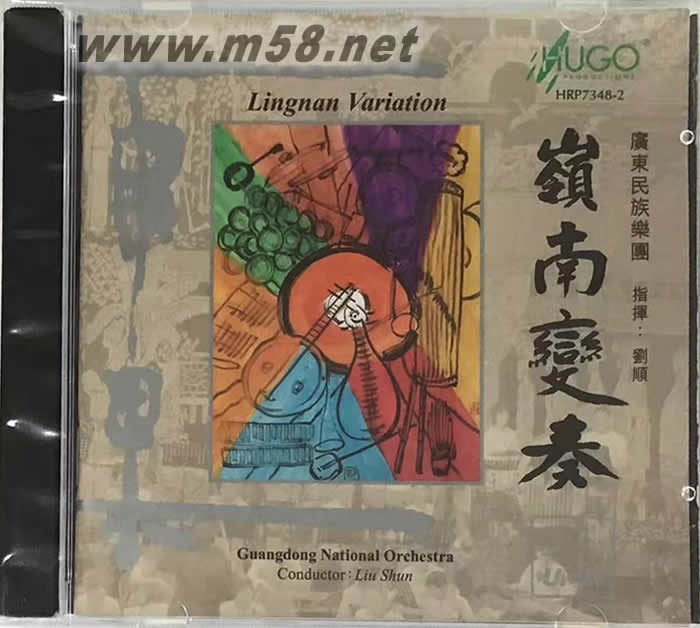 www.m58.net
HUGO
PRODUCTIONS
HRP7348-2
Lingnan Variation
嶺南變奏
廣東民族樂團 指揮：劉順
Guangdong National Orchestra
Conductor: Liu Shun